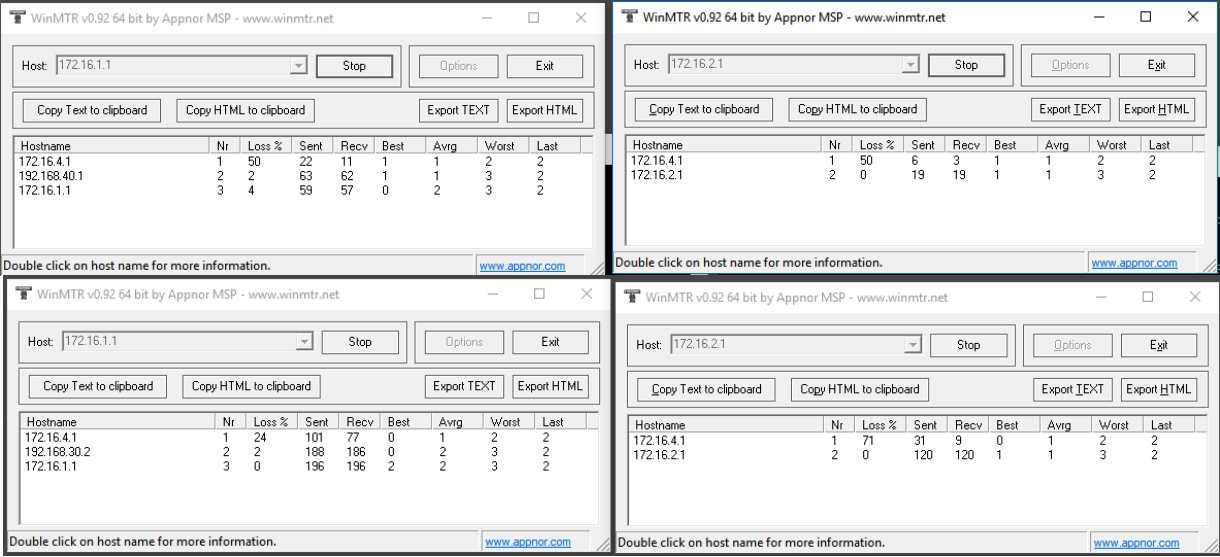 WinMTR v0.92 64 bit by Appnor MSP - www.winmtr.net
Host: 172.16.1.1 Stop Options Exit
Copy Text to clipboard Copy HTML to clipboard Export TEXT Export HTML
Hostname Nr Loss % Sent Recv Best Avrg Worst Last
172.16.4.1 1 50 22 11 1 1 2 2
192.168.40.1 2 2 63 62 1 1 3 2
172.16.1.1 3 4 59 57 0 2 3 2
Double click on host name for more information. www.appnor.com
WinMTR v0.92 64 bit by Appnor MSP - www.winmtr.net
Host: 172.16.2.1 Stop Options Exit
Copy Text to clipboard Copy HTML to clipboard Export TEXT Export HTML
Hostname Nr Loss % Sent Recv Best Avrg Worst Last
172.16.4.1 1 50 6 3 1 1 2 2
172.16.2.1 2 0 19 19 1 1 3 2
Double click on host name for more information. www.appnor.com
WinMTR v0.92 64 bit by Appnor MSP - www.winmtr.net
Host: 172.16.1.1 Stop Options Exit
Copy Text to clipboard Copy HTML to clipboard Export TEXT Export HTML
Hostname Nr Loss % Sent Recv Best Avrg Worst Last
172.16.4.1 1 24 101 77 0 1 2 2
192.168.30.2 2 2 188 186 0 2 3 2
172.16.1.1 3 0 196 196 2 2 3 2
Double click on host name for more information. www.appnor.com
WinMTR v0.92 64 bit by Appnor MSP - www.winmtr.net
Host: 172.16.2.1 Stop Options Exit
Copy Text to clipboard Copy HTML to clipboard Export TEXT Export HTML
Hostname Nr Loss % Sent Recv Best Avrg Worst Last
172.16.4.1 1 71 31 9 0 1 2 2
172.16.2.1 2 0 120 120 1 1 3 2
Double click on host name for more information. www.appnor.com